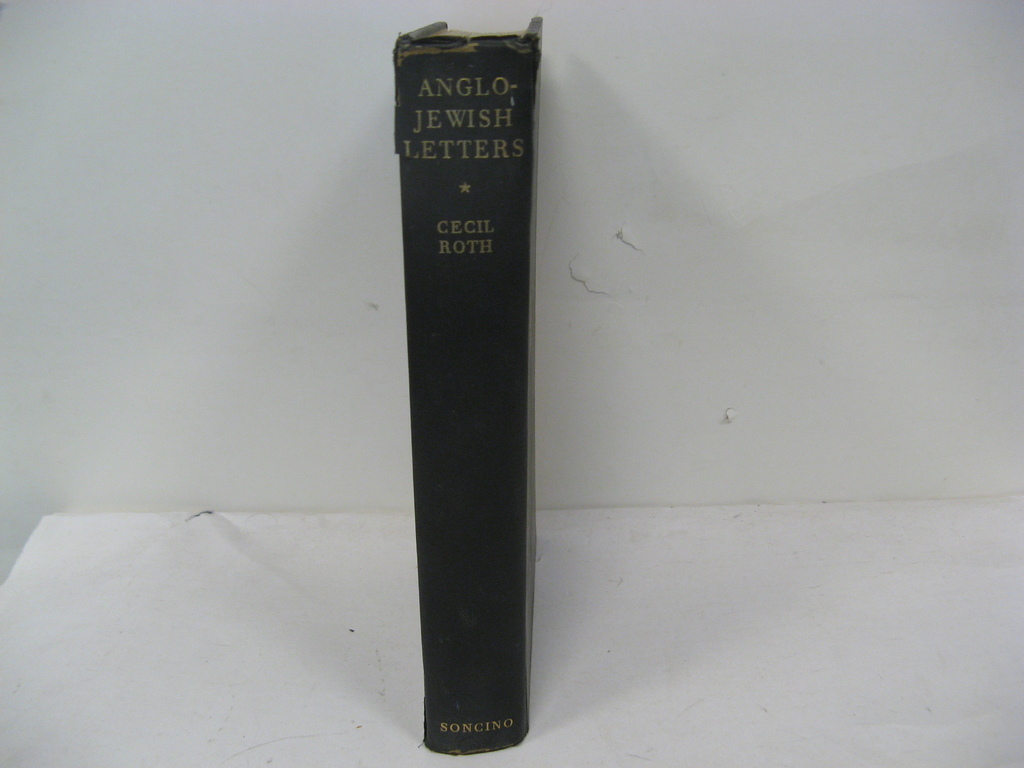 ANGLO-
JEWISH
LETTERS
CECIL
ROTH
SONCINO